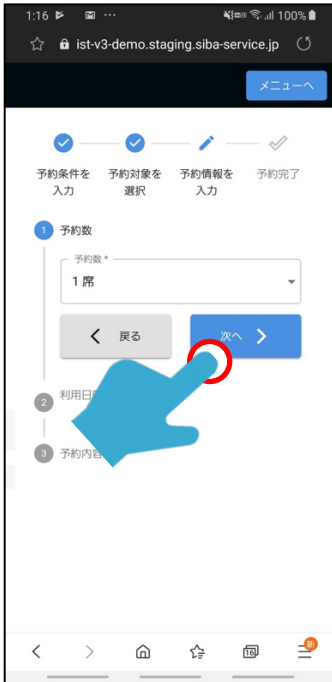 1:16 … 100%
ist-v3-demo.staging.siba-service.jp
メニューへ
予約条件を入力
予約対象を選択
予約情報を入力
予約完了
1 予約数
予約数 *
1 席
戻る
次へ
2 利用日
3 予約内容
16
新